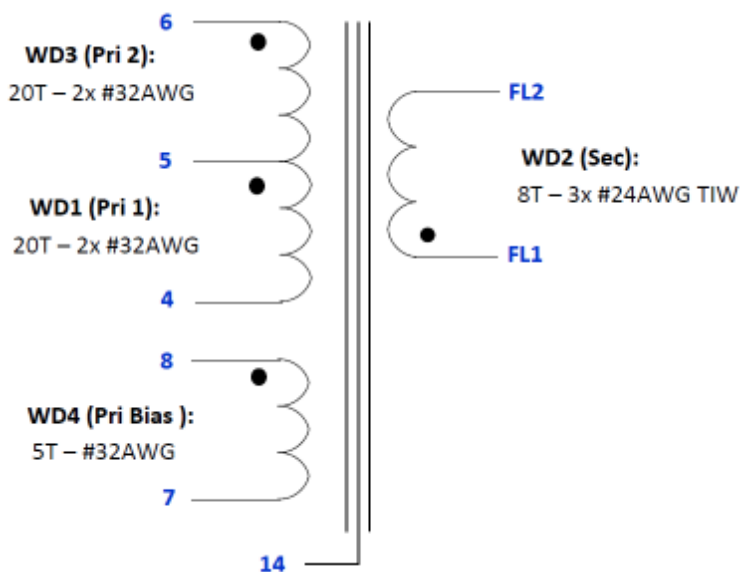 6
WD3 (Pri 2):
20T – 2x #32AWG
5
WD1 (Pri 1):
20T – 2x #32AWG
4
8
WD4 (Pri Bias ):
5T – #32AWG
7
14
FL2
WD2 (Sec):
8T – 3x #24AWG TIW
FL1